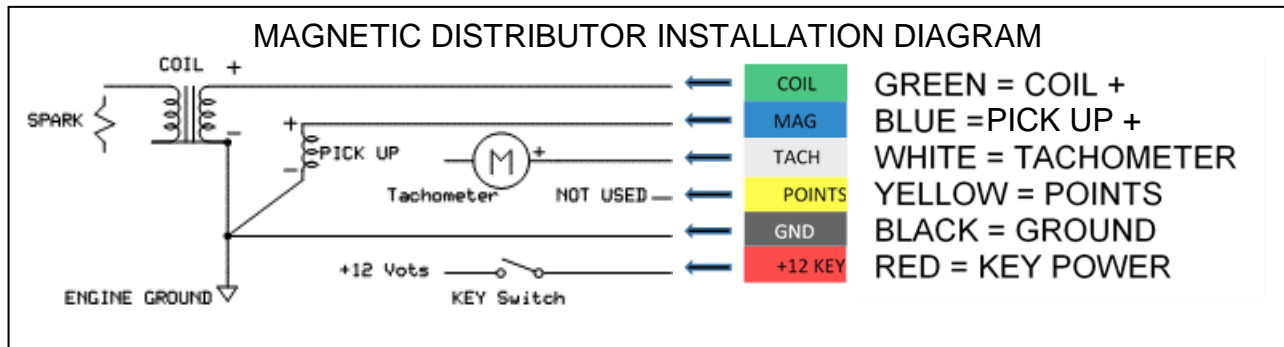 MAGNETIC DISTRIBUTOR INSTALLATION DIAGRAM
COIL +
COIL GREEN = COIL +
SPARK
-
+ MAG BLUE =PICK UP +
PICK UP
- M + TACH WHITE = TACHOMETER
Tachometer NOT USED POINTS YELLOW = POINTS
GND BLACK = GROUND
+12 Vots +12 KEY RED = KEY POWER
ENGINE GROUND KEY Switch